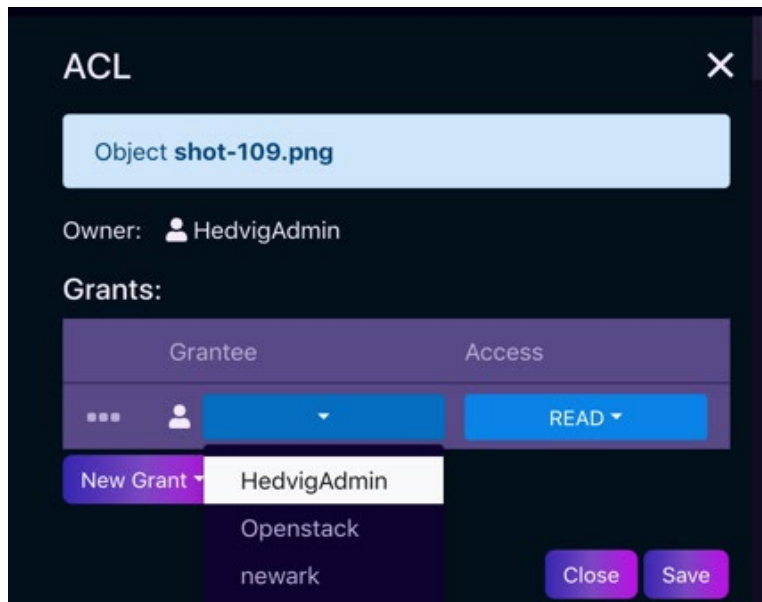 ACL
Object shot-109.png
Owner: HedvigAdmin
Grants:
Grantee Access
READ
New Grant HedvigAdmin
Openstack
newark Close Save